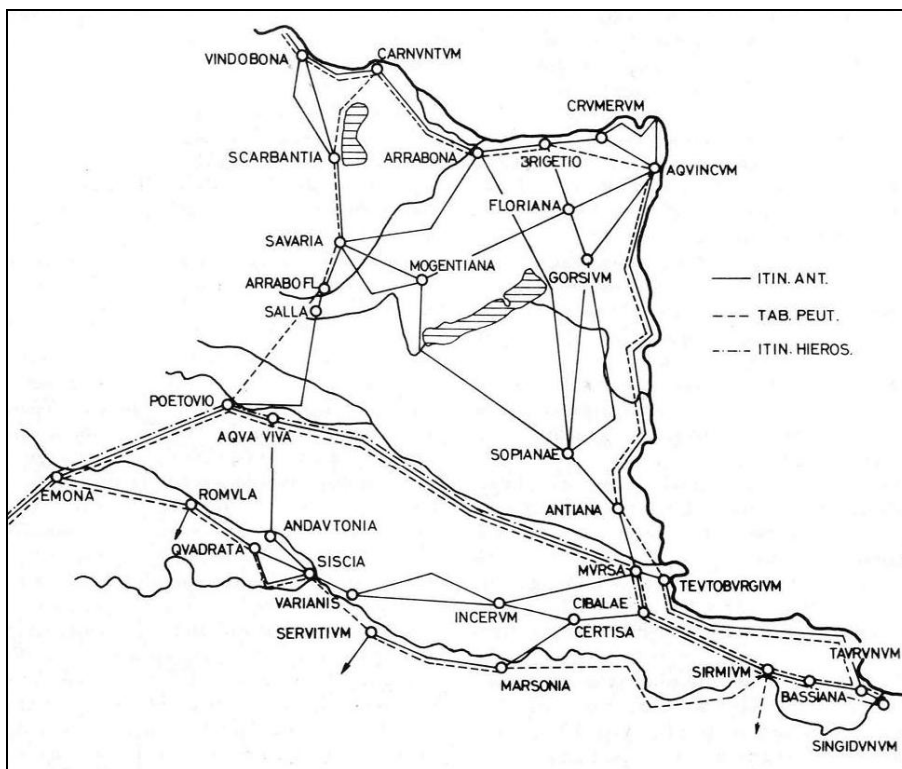 VINDOBONA
CARNVNTVM
CRVMERVM
SCARBANTIA
ARRABONA
BRIGETIO
AQVINCVM
FLORIANA
SAVARIA
MOGENTIANA
GORSIVM
ARRABO FL.
SALLA
ITIN. ANT.
TAB. PEUT.
ITIN. HIEROS.
POETOVIO
AQVA VIVA
SOPIANAE
EMONA
ROMVLA
ANTIANA
ANDAVTONIA
QVADRATA
SISCIA
MVRSA
TEVTOBVRGIVM
VARIANIS
INCERVM
CIBALAE
CERTISA
SERVITIVM
TAVRVNVM
MARSONIA
SIRMIVM
BASSIANA
SINGIDVNVM